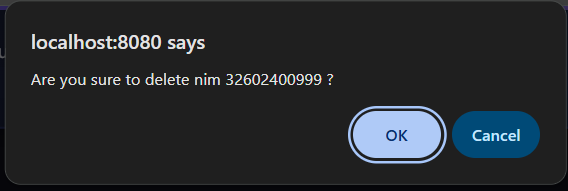 localhost:8080 says
Are you sure to delete nim 32602400999 ?
OK
Cancel